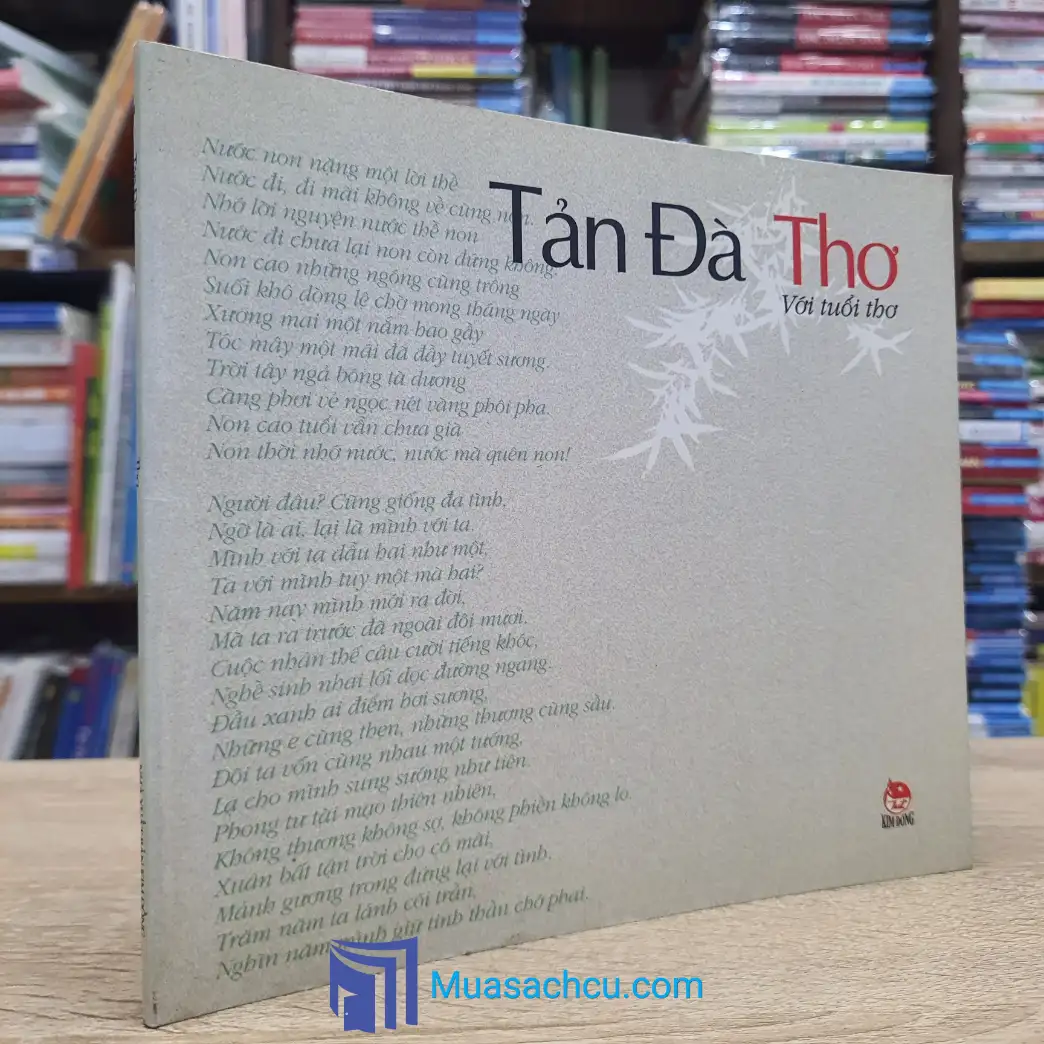 Tản Đà Thơ
Với tuổi thơ
Nước non nặng một lời thề
Nước đi, đi mãi không về cùng non.
Nhớ lời nguyện nước thề non
Nước đi chưa lại non còn đứng không.
Non cao những ngóng cùng trông
Suối khô dòng lệ chờ mong tháng ngày
Xương mai một nắm hao gầy
Tóc mây một mái đã đầy tuyết sương.
Trời tây ngả bóng tà dương
Càng phơi vẻ ngọc nét vàng phôi pha.
Non cao tuổi vẫn chưa già
Non thời nhớ nước, nước mà quên non!
Người đâu? Cũng giống đa tình,
Ngỡ là ai, lại là mình với ta.
Mình với ta dẫu hai như một,
Ta với mình tuy một mà hai?
Năm nay mình mới ra đời,
Mà ta ra trước đã ngoài đôi mươi.
Cuộc nhân thế câu cười tiếng khóc,
Nghề sinh nhai lối dọc đường ngang.
Đầu xanh ai điểm hơi sương,
Những e cùng thẹn, những thương cùng sầu.
Đôi ta vốn cùng nhau một tướng,
Lạ cho mình sung sướng như tiên.
Phong tư tài mạo thiên nhiên,
Không thương không sợ, không phiền không lo.
Xuân bất tận trời cho có mãi,
Mảnh gương trong đứng lại với tình.
Trăm năm ta lánh cõi trần,
Nghìn năm mình giữ tinh thần chớ phai.
KIM ĐỒNG
Muasachcu.com